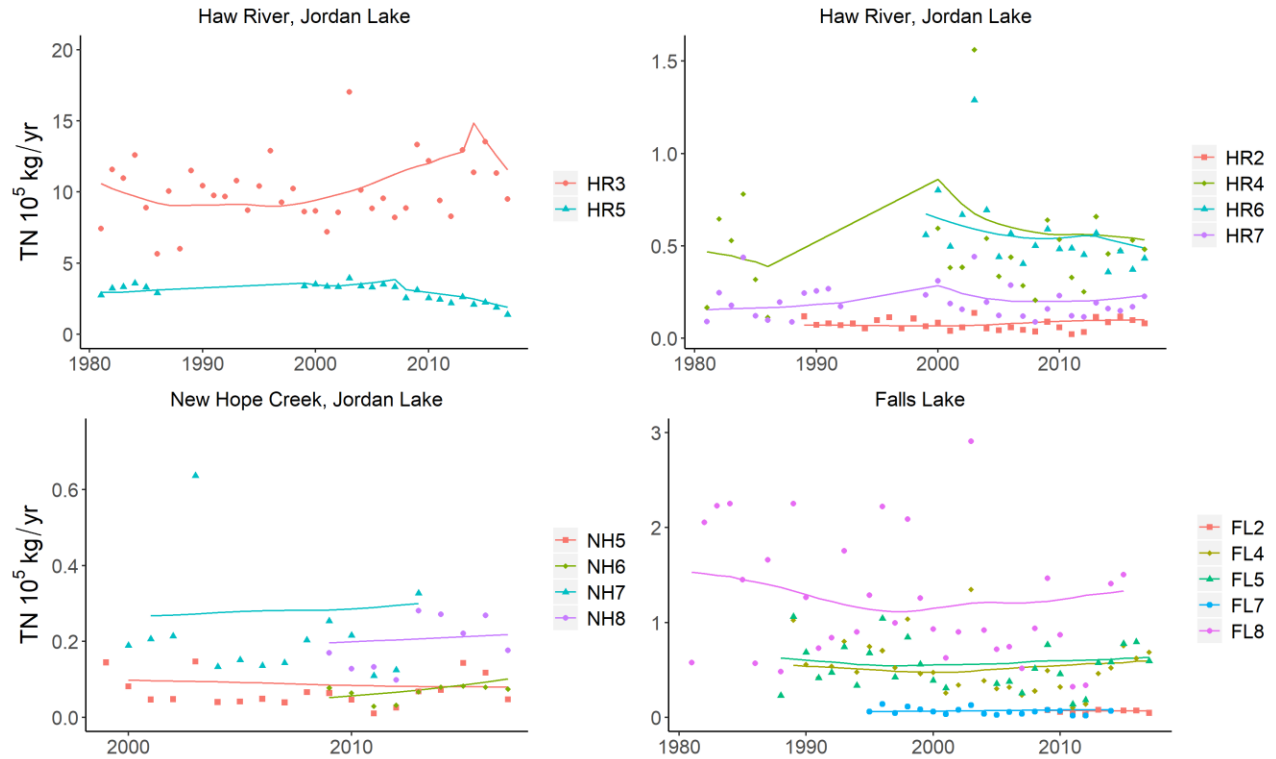 Haw River, Jordan Lake
TN 10⁵ kg/yr
20
15
10
5
0
1980 1990 2000 2010
HR3
HR5
Haw River, Jordan Lake
1.5
1.0
0.5
0.0
1980 1990 2000 2010
HR2
HR4
HR6
HR7
New Hope Creek, Jordan Lake
TN 10⁵ kg/yr
0.6
0.4
0.2
0.0
2000 2010
NH5
NH6
NH7
NH8
Falls Lake
3
2
1
0
1980 1990 2000 2010
FL2
FL4
FL5
FL7
FL8